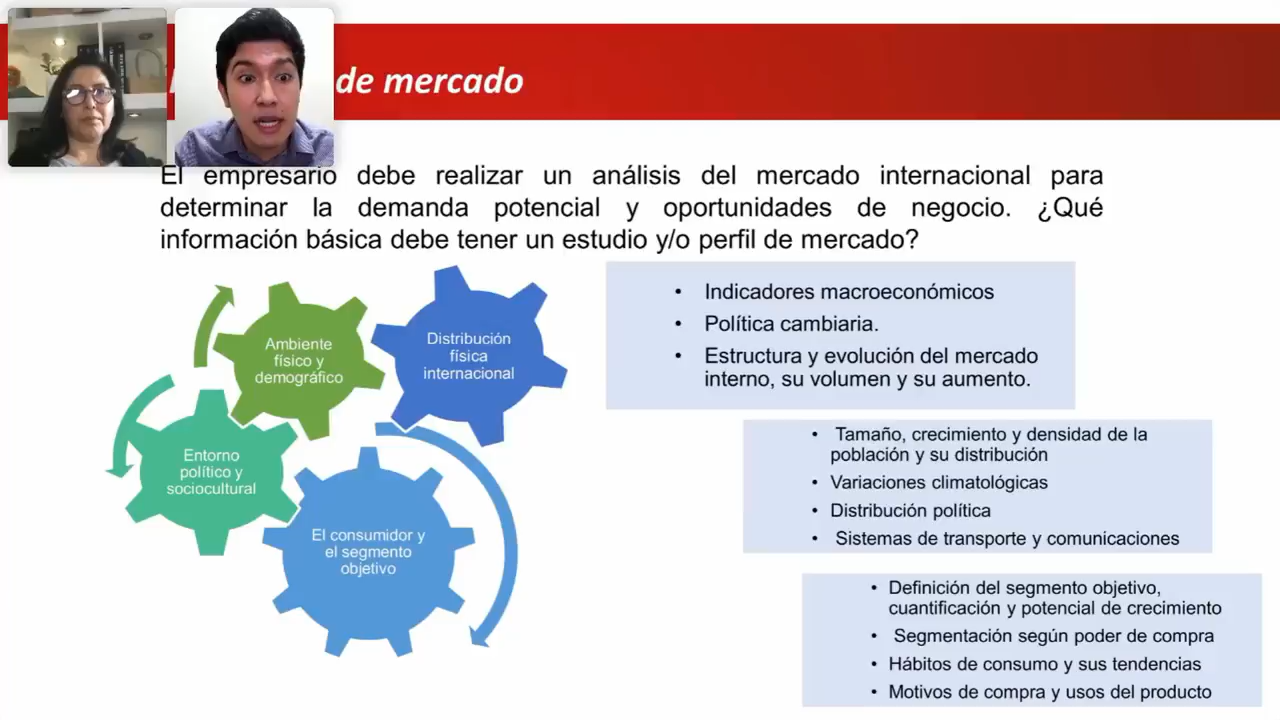 de mercado
El empresario debe realizar un análisis del mercado internacional para
determinar la demanda potencial y oportunidades de negocio. ¿Qué
información básica debe tener un estudio y/o perfil de mercado?
Ambiente
físico y
demográfico
Distribución
física
internacional
Entorno
político y
sociocultural
El consumidor y
el segmento
objetivo
• Indicadores macroeconómicos
• Política cambiaria.
• Estructura y evolución del mercado
interno, su volumen y su aumento.
• Tamaño, crecimiento y densidad de la
población y su distribución
• Variaciones climatológicas
• Distribución política
• Sistemas de transporte y comunicaciones
• Definición del segmento objetivo,
cuantificación y potencial de crecimiento
• Segmentación según poder de compra
• Hábitos de consumo y sus tendencias
• Motivos de compra y usos del producto